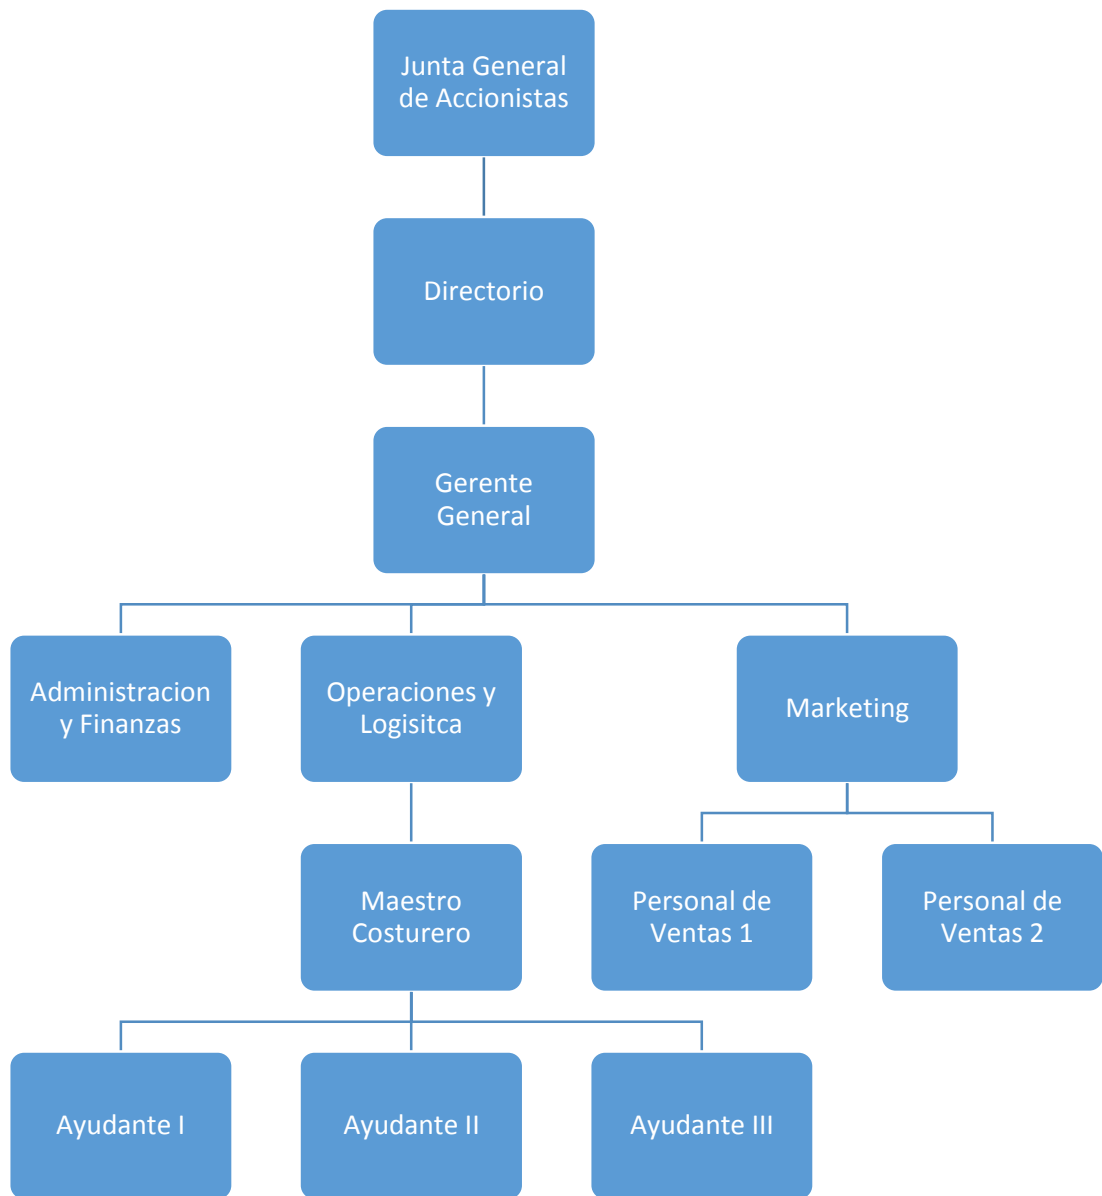 Junta General
de Accionistas
Directorio
Gerente
General
Administracion
y Finanzas
Operaciones y
Logisitca
Marketing
Maestro
Costurero
Personal de
Ventas 1
Personal de
Ventas 2
Ayudante I
Ayudante II
Ayudante III